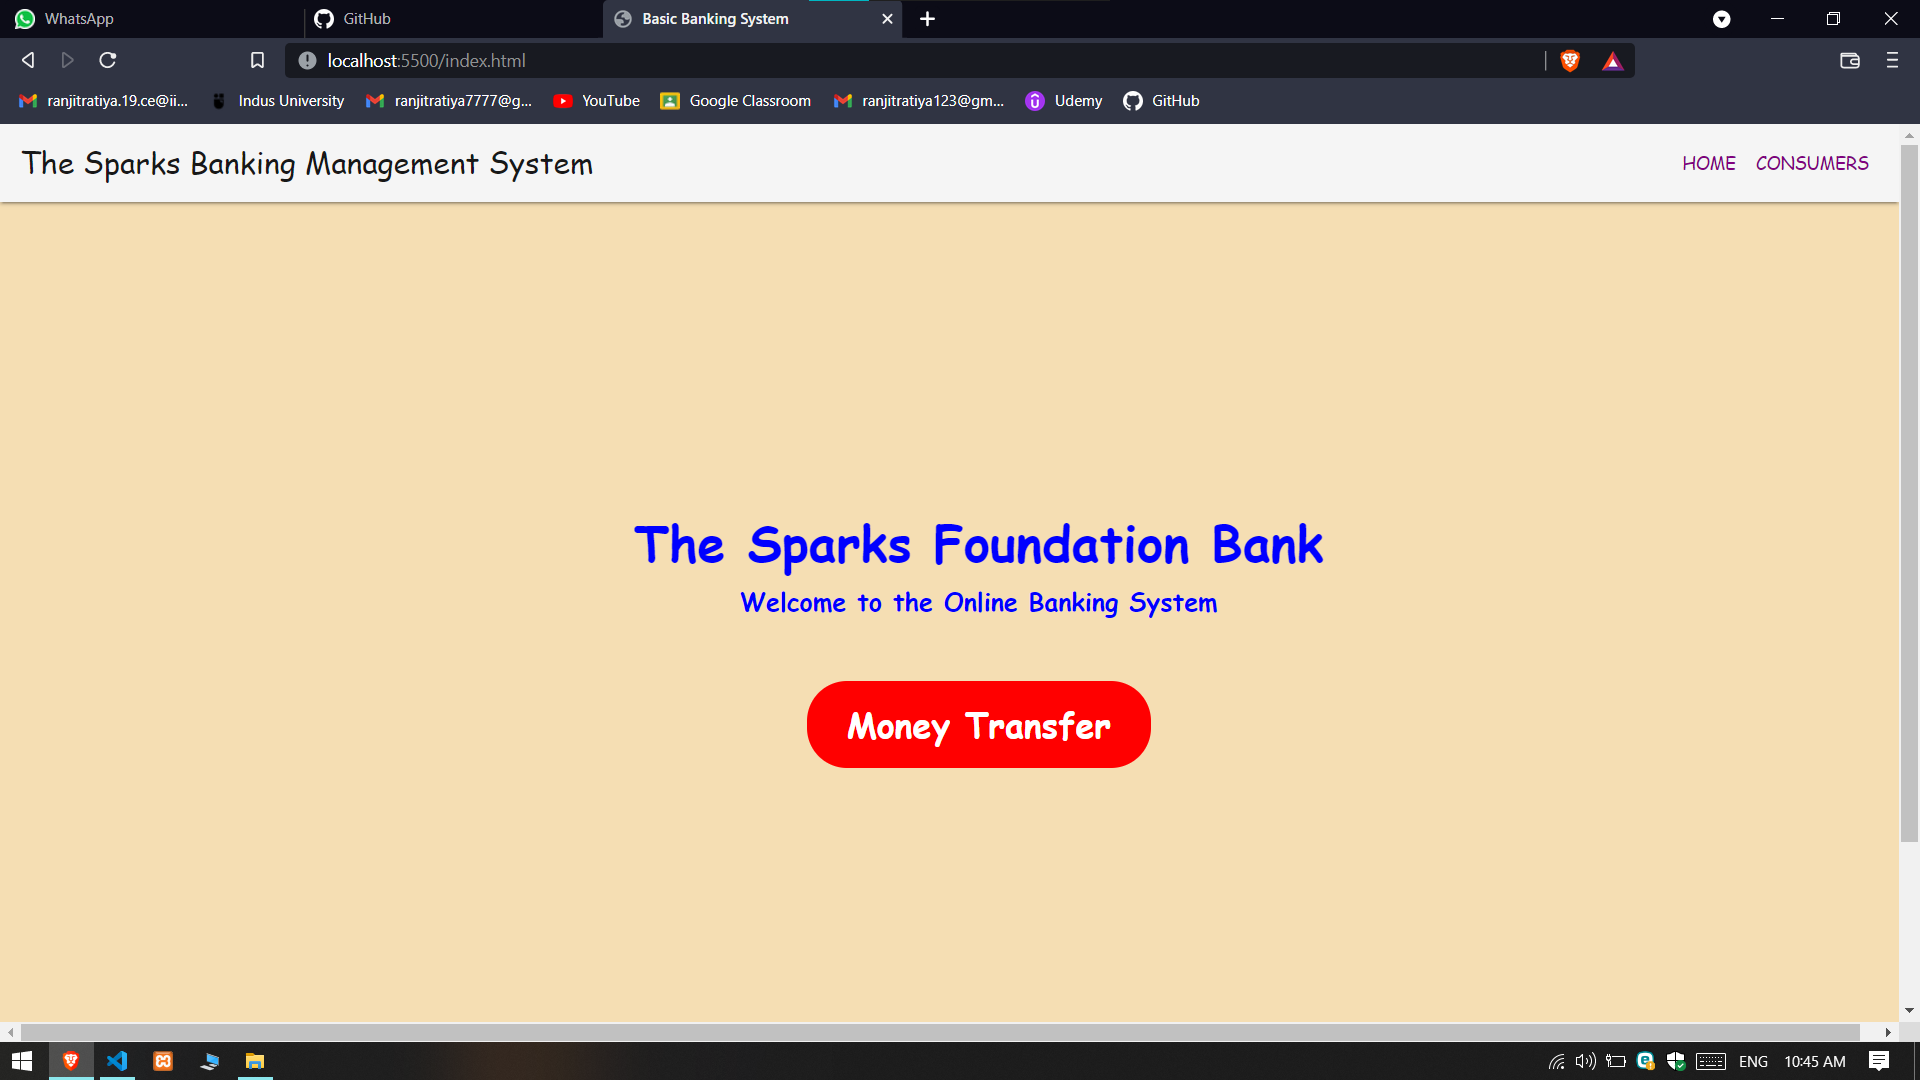 WhatsApp
GitHub
Basic Banking System
localhost:5500/index.html
ranjitratiya.19.ce@ii...
Indus University
ranjitratiya7777@g...
YouTube
Google Classroom
ranjitratiya123@gm...
Udemy
GitHub
The Sparks Banking Management System
HOME
CONSUMERS
The Sparks Foundation Bank
Welcome to the Online Banking System
Money Transfer
ENG
10:45 AM